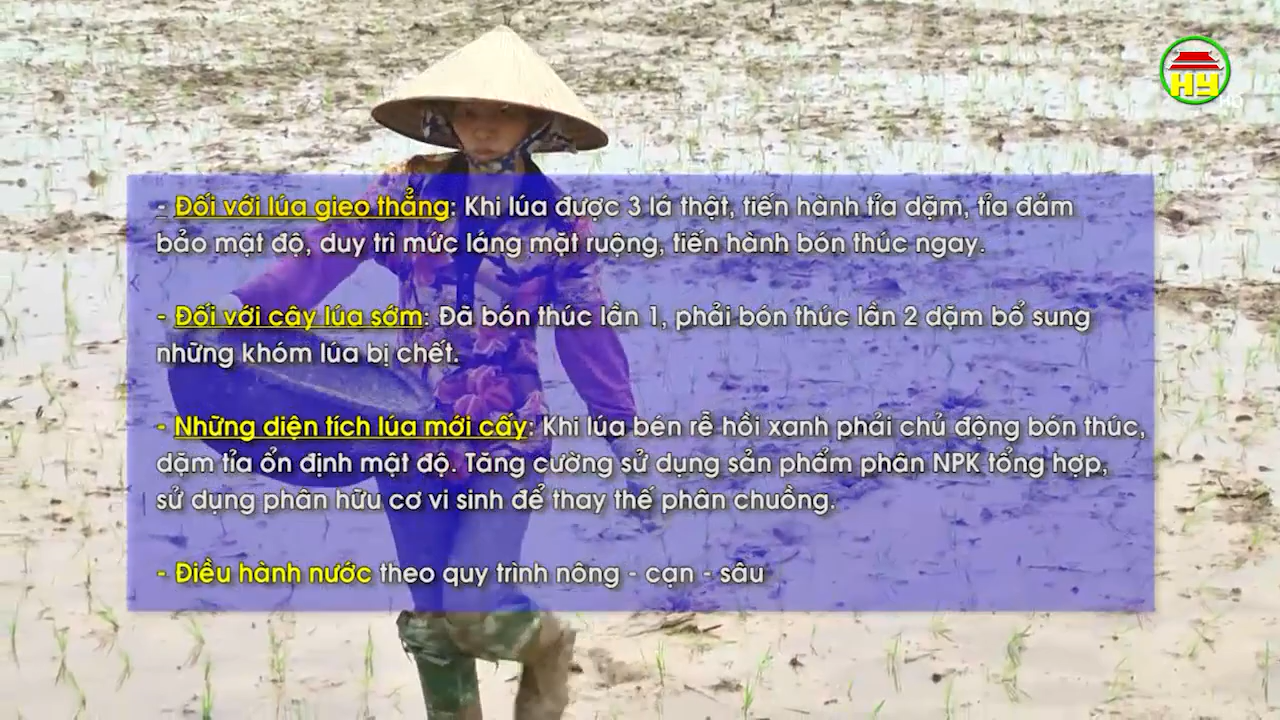 HY
HD
- Đối với lúa gieo thẳng: Khi lúa được 3 lá thật, tiến hành tỉa dặm, tỉa đảm
bảo mật độ, duy trì mức láng mặt ruộng, tiến hành bón thúc ngay.
- Đối với cây lúa sớm: Đã bón thúc lần 1, phải bón thúc lần 2 dặm bổ sung
những khóm lúa bị chết.
- Những diện tích lúa mới cấy: Khi lúa bén rễ hồi xanh phải chủ động bón thúc,
dặm tỉa ổn định mật độ. Tăng cường sử dụng sản phẩm phân NPK tổng hợp,
sử dụng phân hữu cơ vi sinh để thay thế phân chuồng.
- Điều hành nước theo quy trình nông - cạn - sâu